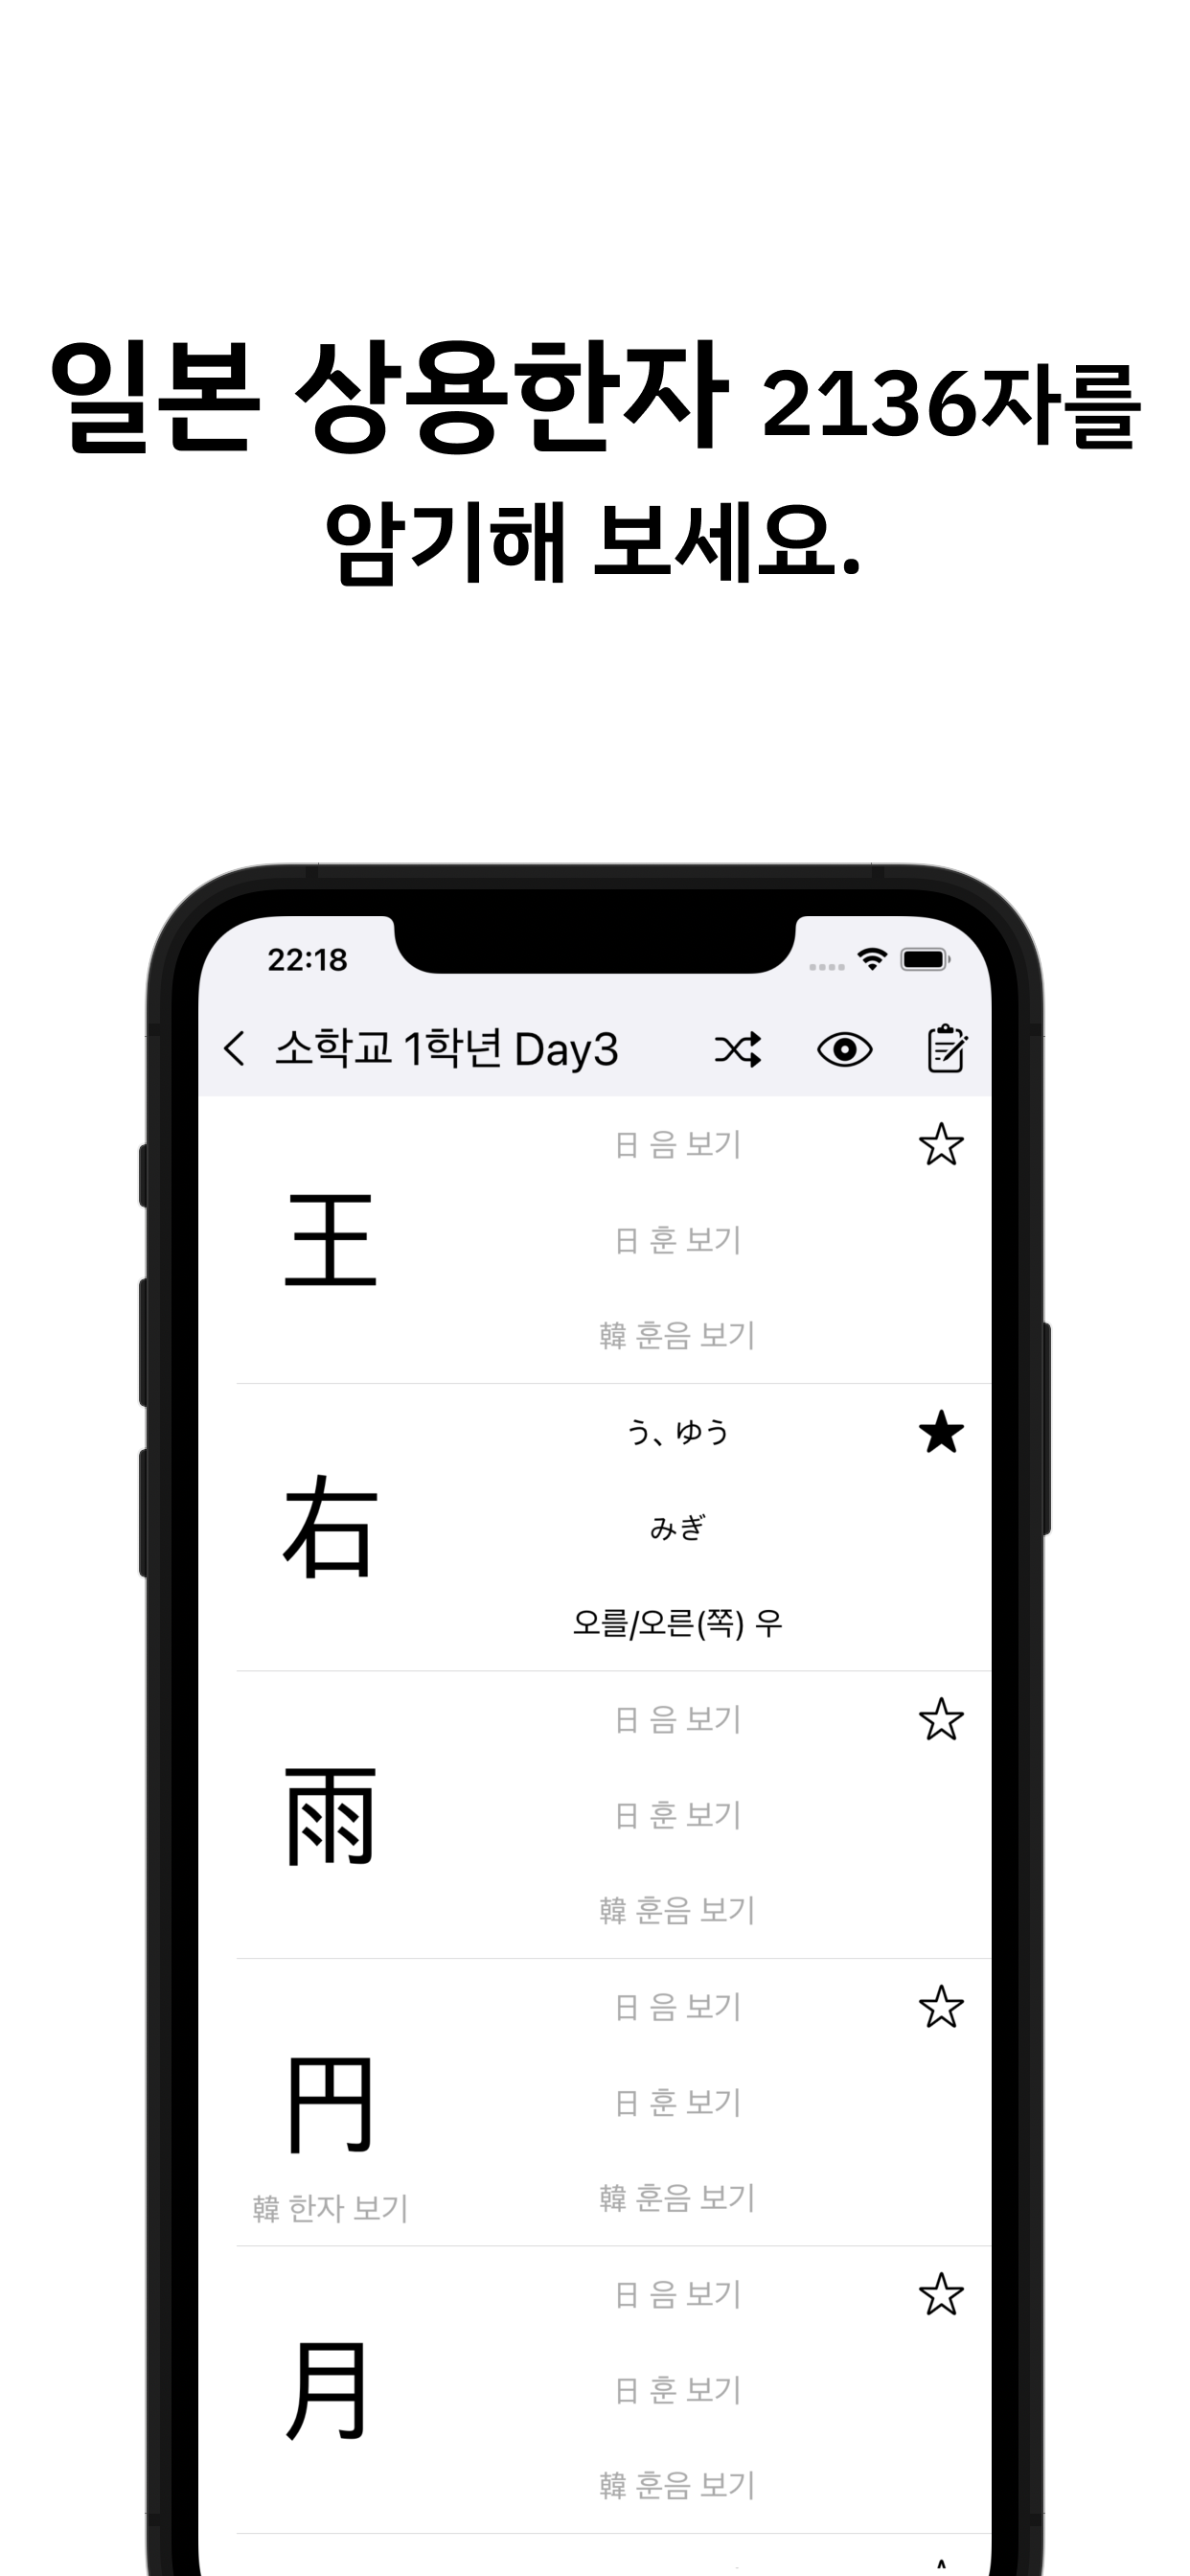 일본 상용한자 2136자를
암기해 보세요.
22:18
소학교 1학년 Day3
日 음 보기
王
日 훈 보기
韓 훈음 보기
う、ゆう
右
みぎ
오를/오른(쪽) 우
日 음 보기
雨
日 훈 보기
韓 훈음 보기
日 음 보기
円
日 훈 보기
韓 한자 보기
韓 훈음 보기
日 음 보기
月
日 훈 보기
韓 훈음 보기